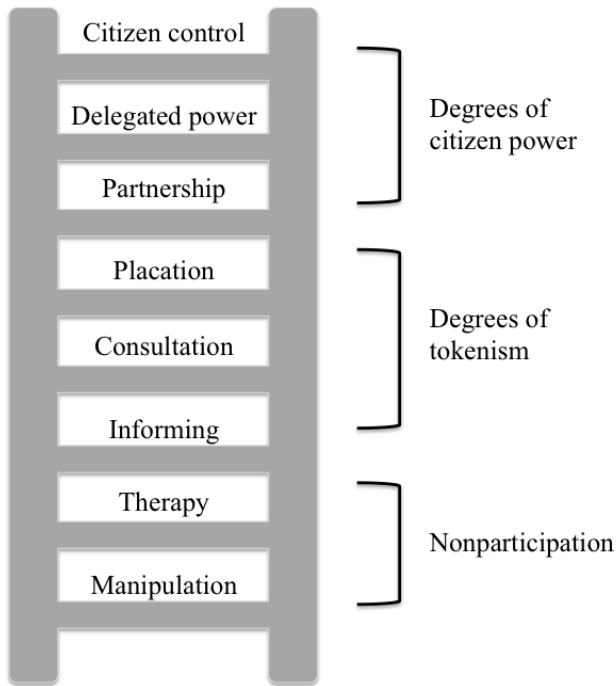 Citizen control
Delegated power
Partnership
Placation
Consultation
Informing
Therapy
Manipulation
Degrees of
citizen power
Degrees of
tokenism
Nonparticipation